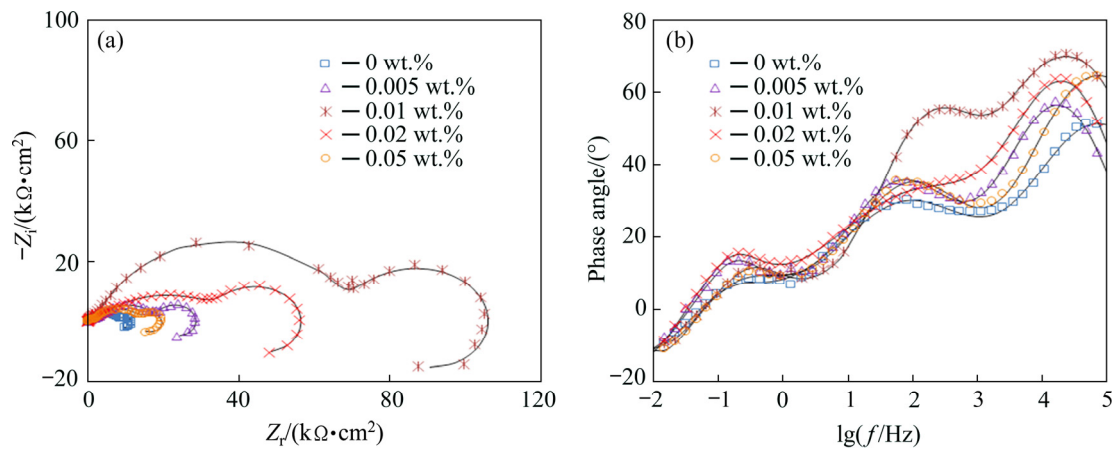 (a)
100
60
20
−20
−Zᵢ/(kΩ•cm²)
— 0 wt.%
— 0.005 wt.%
— 0.01 wt.%
— 0.02 wt.%
— 0.05 wt.%
0 40 80 120
Zᵣ/(kΩ•cm²)
(b)
80
60
40
20
0
−20
Phase angle/(°)
— 0 wt.%
— 0.005 wt.%
— 0.01 wt.%
— 0.02 wt.%
— 0.05 wt.%
−2 −1 0 1 2 3 4 5
lg(f/Hz)